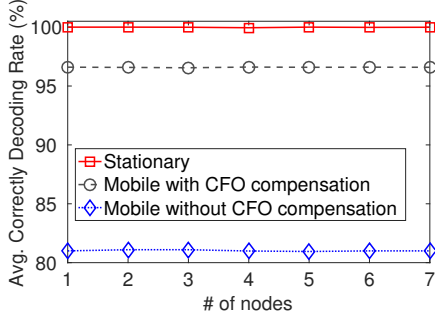 Avg. Correctly Decoding Rate (%)
100
95
90
85
80
Stationary
Mobile with CFO compensation
Mobile without CFO compensation
1 2 3 4 5 6 7
# of nodes